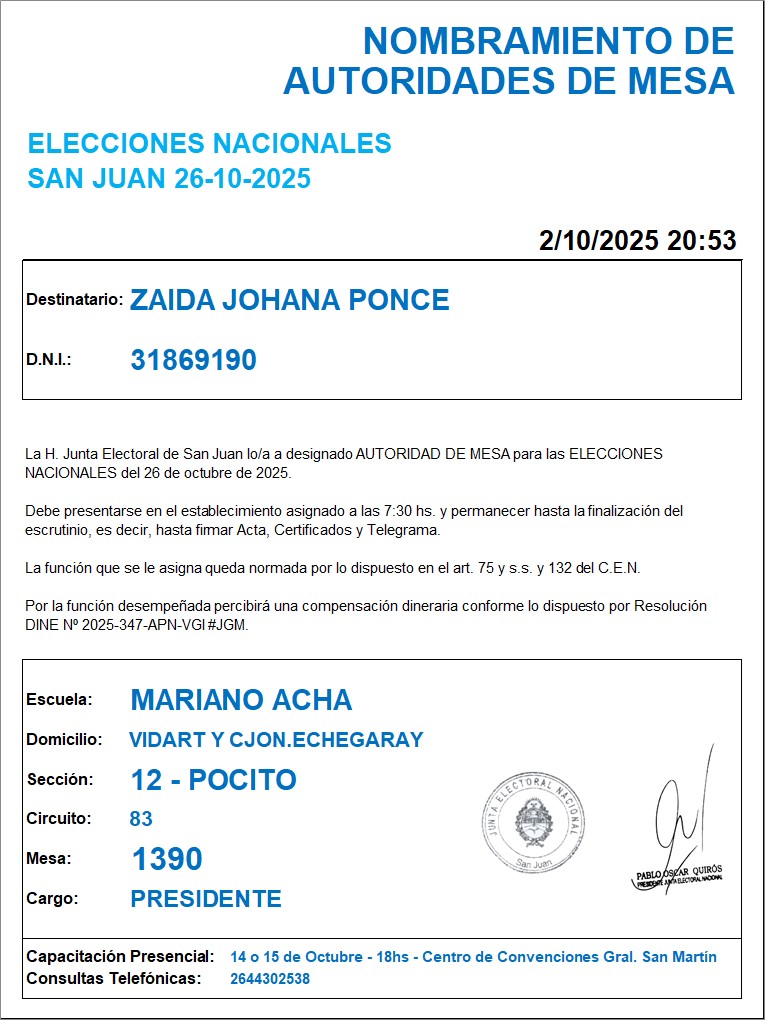 NOMBRAMIENTO DE
AUTORIDADES DE MESA
ELECCIONES NACIONALES
SAN JUAN 26-10-2025
2/10/2025 20:53
Destinatario: ZAIDA JOHANA PONCE
D.N.I.: 31869190
La H. Junta Electoral de San Juan lo/a a designado AUTORIDAD DE MESA para las ELECCIONES
NACIONALES del 26 de octubre de 2025.
Debe presentarse en el establecimiento asignado a las 7:30 hs. y permanecer hasta la finalización del
escrutinio, es decir, hasta firmar Acta, Certificados y Telegrama.
La función que se le asigna queda normada por lo dispuesto en el art. 75 y s.s. y 132 del C.E.N.
Por la función desempeñada percibirá una compensación dineraria conforme lo dispuesto por Resolución
DINE Nº 2025-347-APN-VGI#JGM.
Escuela: MARIANO ACHA
Domicilio: VIDART Y CJON.ECHEGARAY
Sección: 12 - POCITO
Circuito: 83
Mesa: 1390
Cargo: PRESIDENTE
JUNTA ELECTORAL NACIONAL
San Juan
PABLO OSCAR QUIRÓS
PRESIDENTE JUNTA ELECTORAL NACIONAL
Capacitación Presencial: 14 o 15 de Octubre - 18hs - Centro de Convenciones Gral. San Martín
Consultas Telefónicas: 2644302538